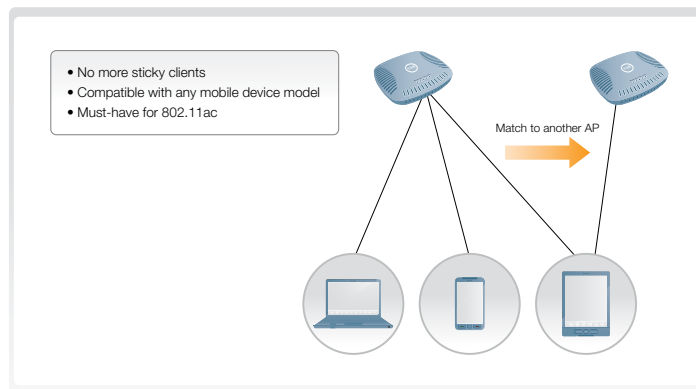 • No more sticky clients
• Compatible with any mobile device model
• Must-have for 802.11ac
Match to another AP